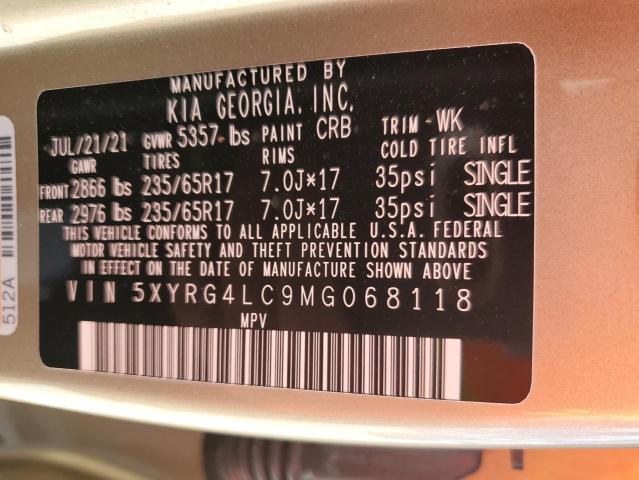 MANUFACTURED BY
KIA GEORGIA, INC.
JUL/21/21 GVWR 5357 lbs PAINT CRB TRIM WK
GAWR TIRES RIMS COLD TIRE INFL
FRONT 2866 lbs 235/65R17 7.0J×17 35psi SINGLE
REAR 2976 lbs 235/65R17 7.0J×17 35psi SINGLE
THIS VEHICLE CONFORMS TO ALL APPLICABLE U.S.A. FEDERAL
MOTOR VEHICLE SAFETY AND THEFT PREVENTION STANDARDS
IN EFFECT ON THE DATE OF MANUFACTURE SHOWN ABOVE.
VIN 5XYRG4LC9MG068118
MPV
512A